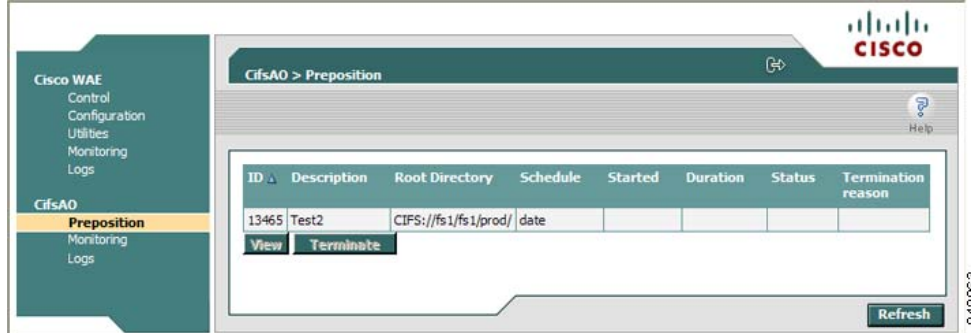 CISCO
Cisco WAE
Control
Configuration
Utilities
Monitoring
Logs
CifsAO
Preposition
Monitoring
Logs
CifsAO > Preposition
Help
ID Description Root Directory Schedule Started Duration Status Termination reason
13465 Test2 CIFS://fs1/fs1/prod/ date
View Terminate
Refresh